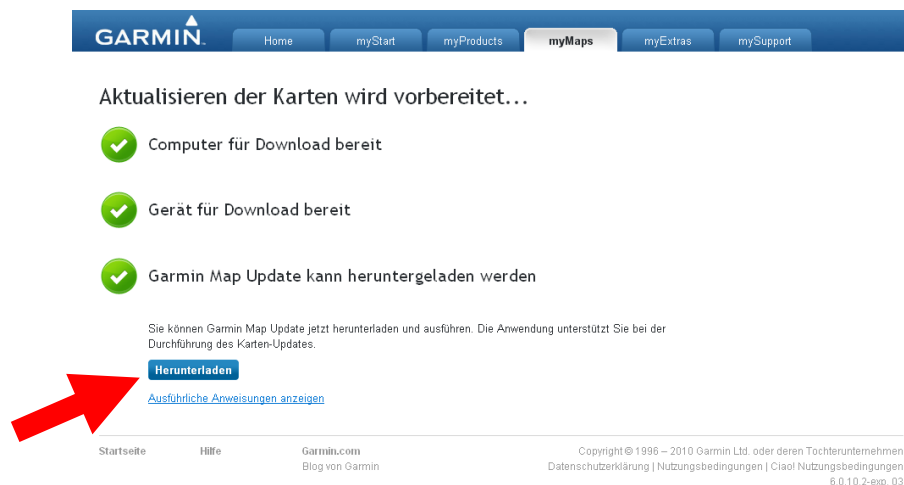 GARMIN
Home myStart myProducts myMaps myExtras mySupport
Aktualisieren der Karten wird vorbereitet...
Computer für Download bereit
Gerät für Download bereit
Garmin Map Update kann heruntergeladen werden
Sie können Garmin Map Update jetzt herunterladen und ausführen. Die Anwendung unterstützt Sie bei der
Durchführung des Karten-Updates.
Herunterladen
Ausführliche Anweisungen anzeigen
Startseite Hilfe Garmin.com Copyright © 1996 – 2010 Garmin Ltd. oder deren Tochterunternehmen
Blog von Garmin Datenschutzerklärung | Nutzungsbedingungen | Ciao! Nutzungsbedingungen
6.0.10.2-exp. 03